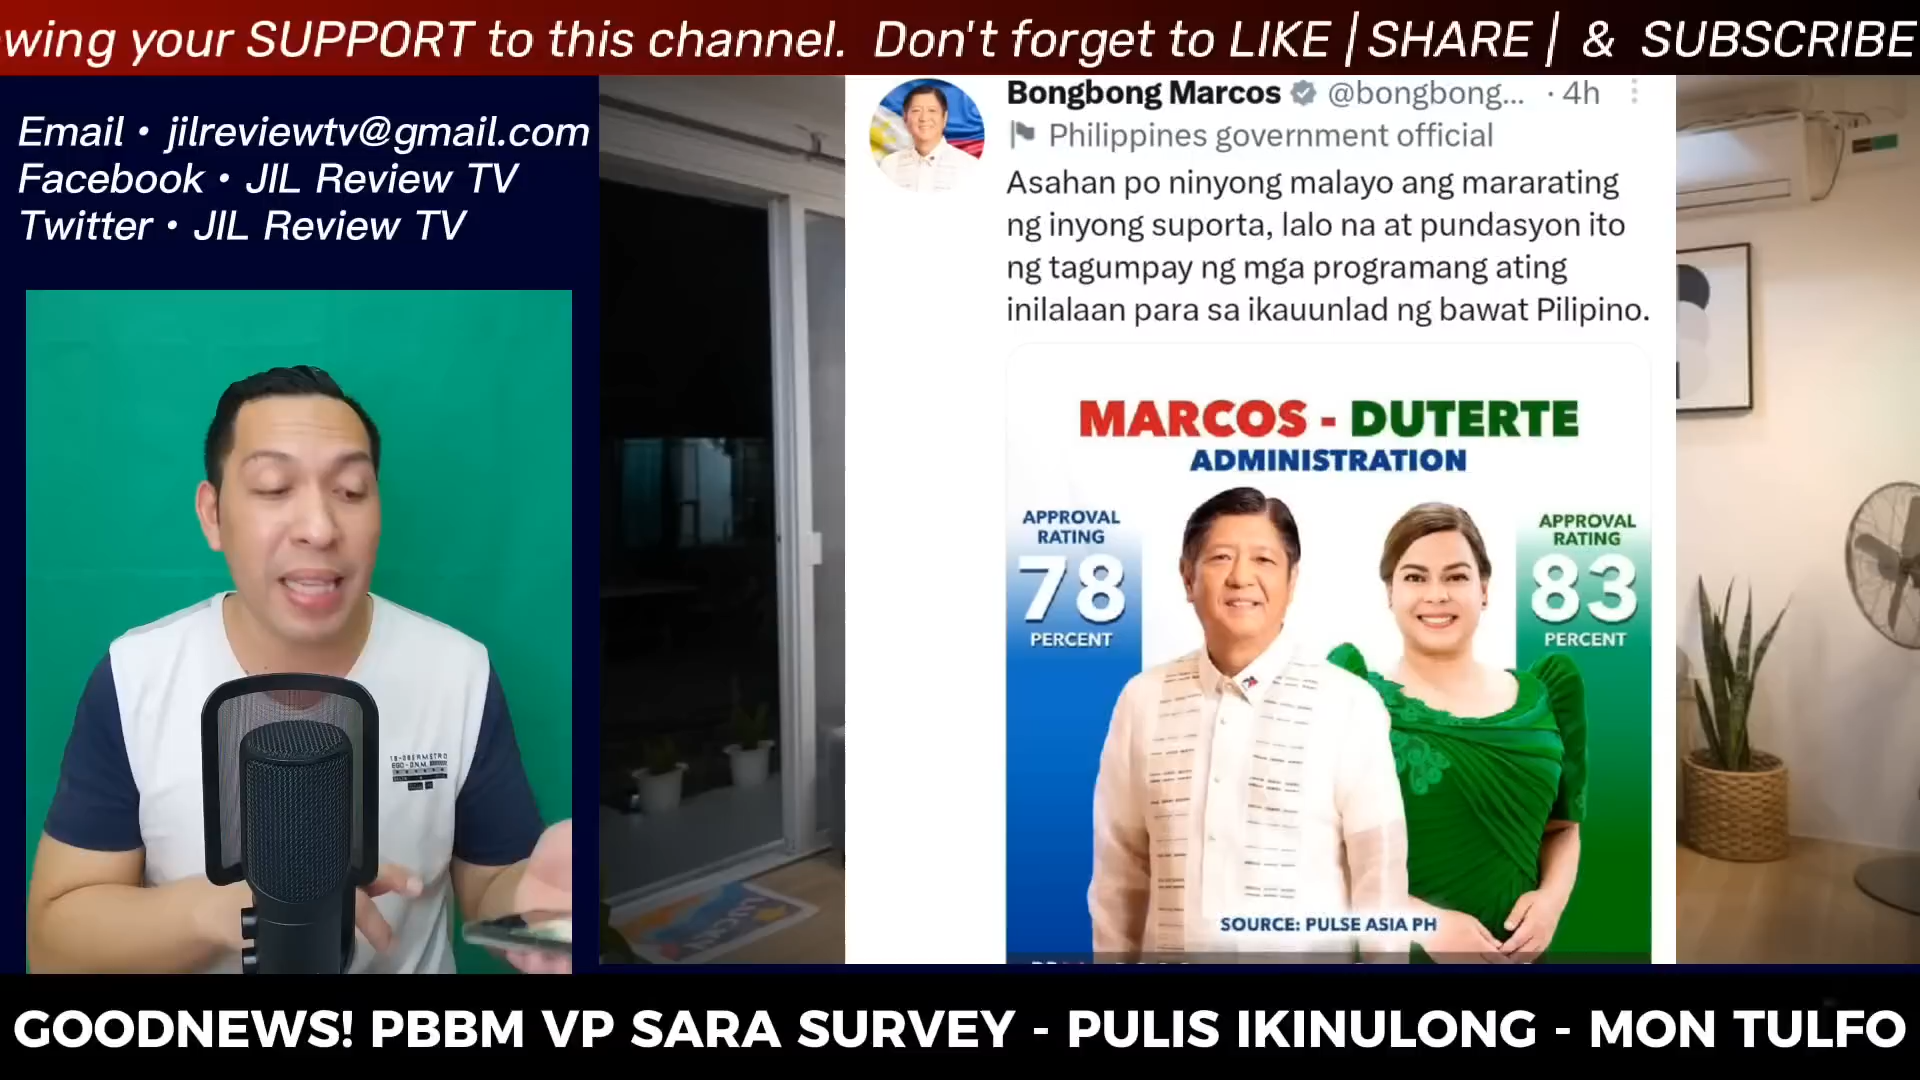 wing your SUPPORT to this channel. Don't forget to LIKE | SHARE | & SUBSCRIBE
Email • jilreviewtv@gmail.com
Facebook • JIL Review TV
Twitter • JIL Review TV
Bongbong Marcos @bongbong... · 4h
Philippines government official
Asahan po ninyong malayo ang mararating
ng inyong suporta, lalo na at pundasyon ito
ng tagumpay ng mga programang ating
inilalaan para sa ikauunlad ng bawat Pilipino.
MARCOS - DUTERTE
ADMINISTRATION
APPROVAL
RATING
78
PERCENT
APPROVAL
RATING
83
PERCENT
SOURCE: PULSE ASIA PH
GOODNEWS! PBBM VP SARA SURVEY - PULIS IKINULONG - MON TULFO